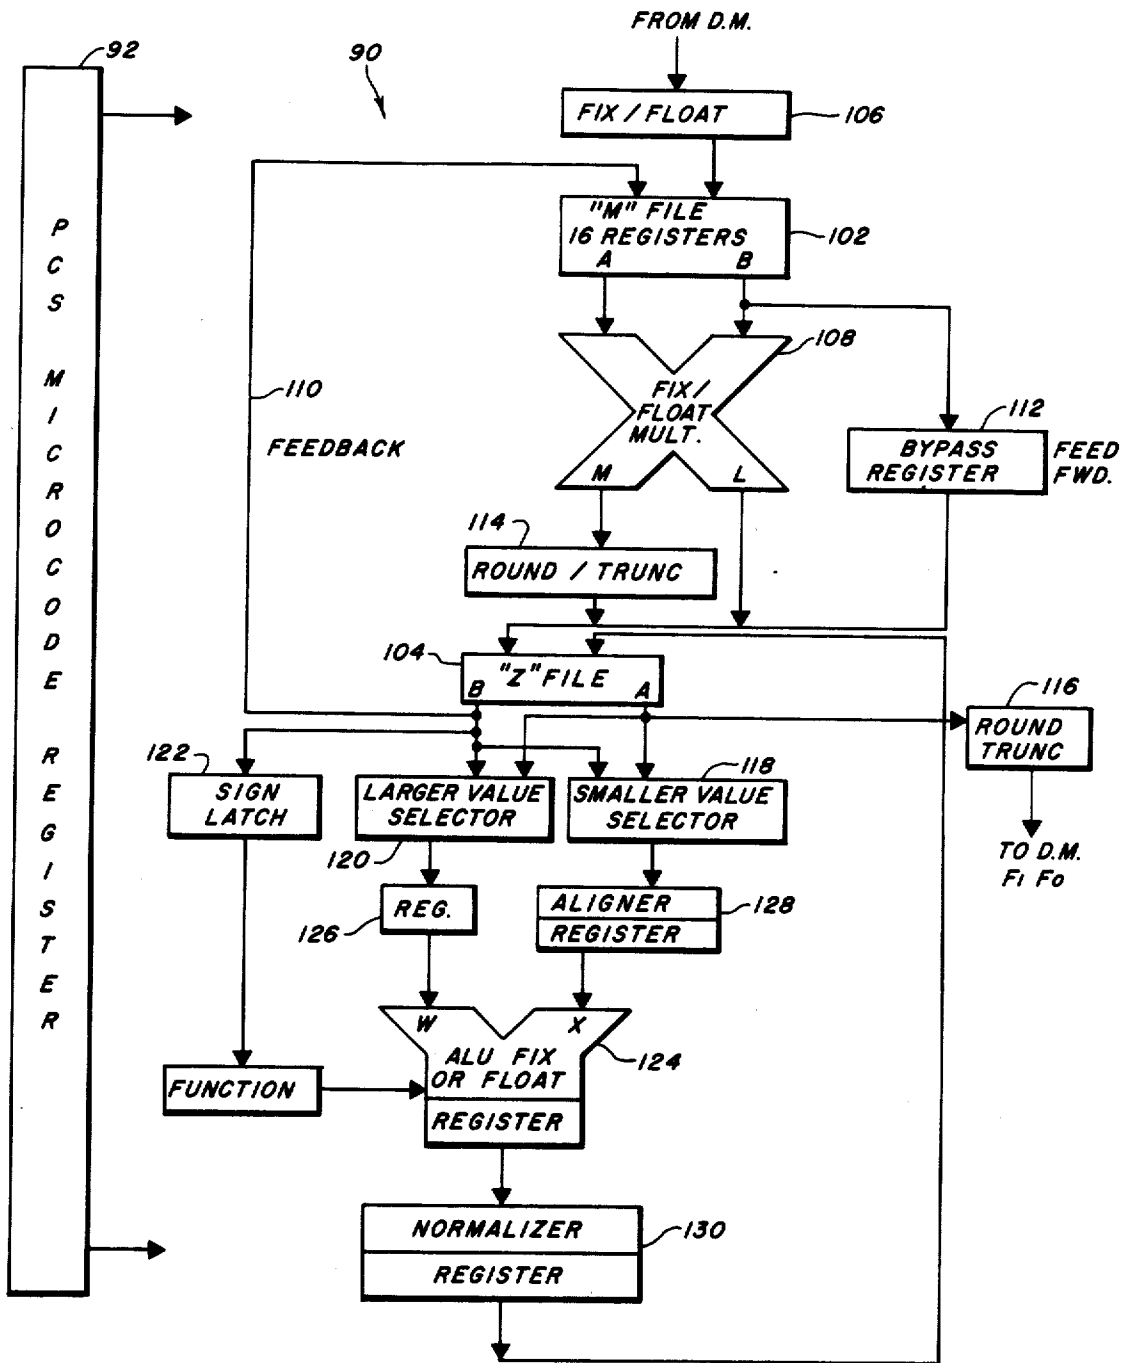 FROM D.M.
92
90
FIX / FLOAT
106
"M" FILE
16 REGISTERS
A B
102
PCS MICROCODE REGISTER
108
FIX /
FLOAT
MULT.
M L
110
FEEDBACK
112
BYPASS
REGISTER
FEED
FWD.
114
ROUND / TRUNC
104
"Z" FILE
B A
116
ROUND
TRUNC
TO D.M.
F1 F0
122
SIGN
LATCH
LARGER VALUE
SELECTOR
120
118
SMALLER VALUE
SELECTOR
REG.
126
ALIGNER
REGISTER
128
W X
ALU FIX
OR FLOAT
REGISTER
124
FUNCTION
NORMALIZER
REGISTER
130